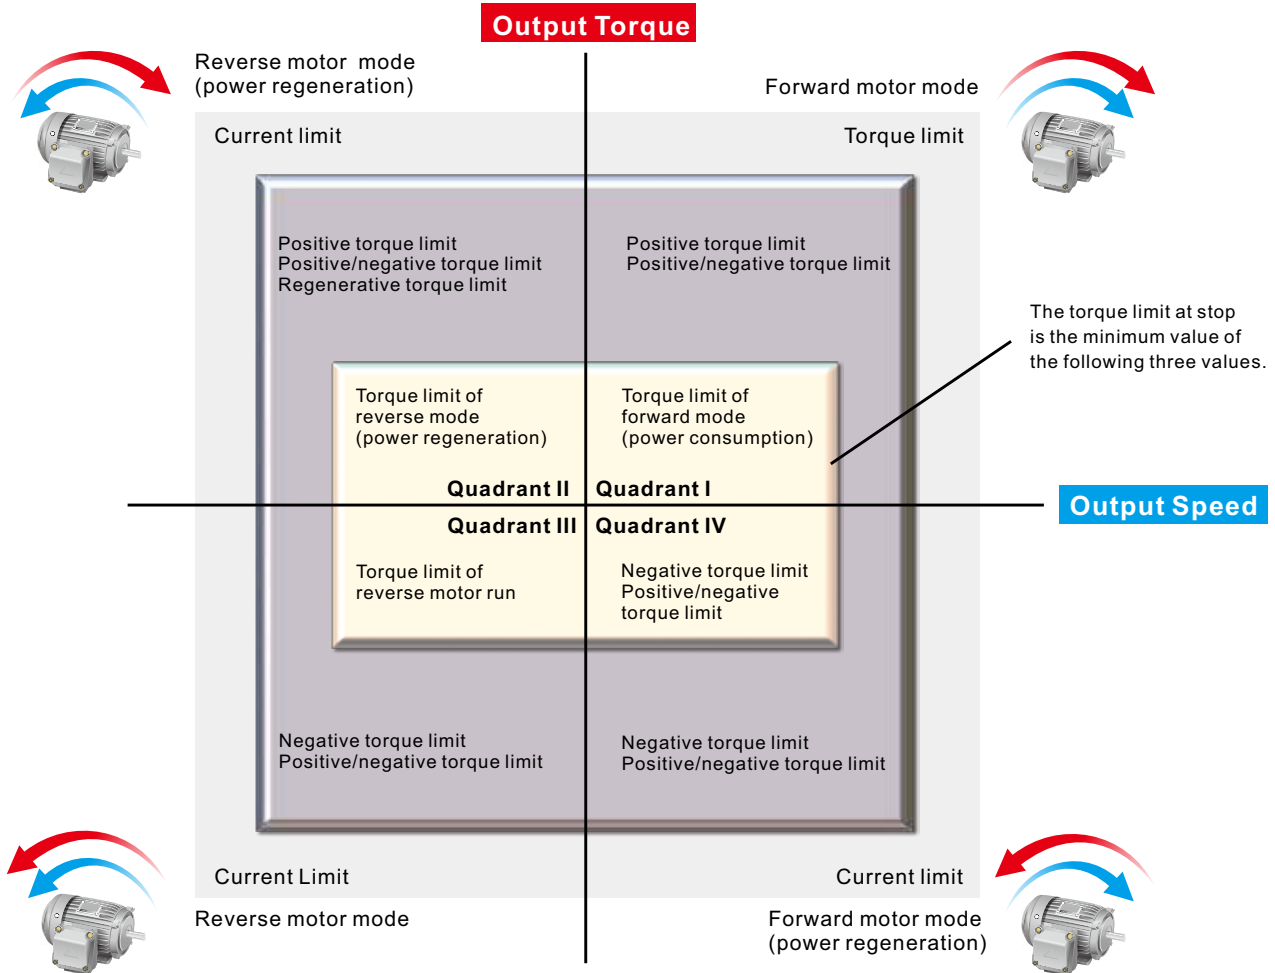 Output Torque
Reverse motor mode
(power regeneration)
Forward motor mode
Current limit
Torque limit
Positive torque limit
Positive/negative torque limit
Regenerative torque limit
Positive torque limit
Positive/negative torque limit
The torque limit at stop
is the minimum value of
the following three values.
Torque limit of
reverse mode
(power regeneration)
Torque limit of
forward mode
(power consumption)
Quadrant II
Quadrant I
Output Speed
Quadrant III
Quadrant IV
Torque limit of
reverse motor run
Negative torque limit
Positive/negative
torque limit
Negative torque limit
Positive/negative torque limit
Negative torque limit
Positive/negative torque limit
Current Limit
Current limit
Reverse motor mode
Forward motor mode
(power regeneration)